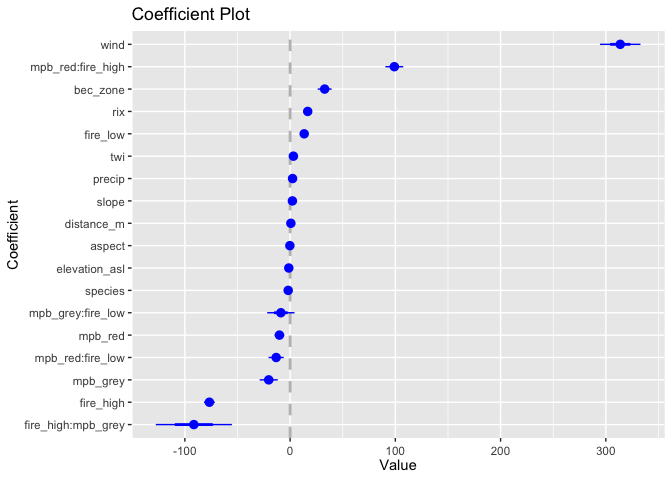 Coefficient Plot
Coefficient
wind
mpb_red:fire_high
bec_zone
rix
fire_low
twi
precip
slope
distance_m
aspect
elevation_asl
species
mpb_grey:fire_low
mpb_red
mpb_red:fire_low
mpb_grey
fire_high
fire_high:mpb_grey
-100 0 100 200 300
Value